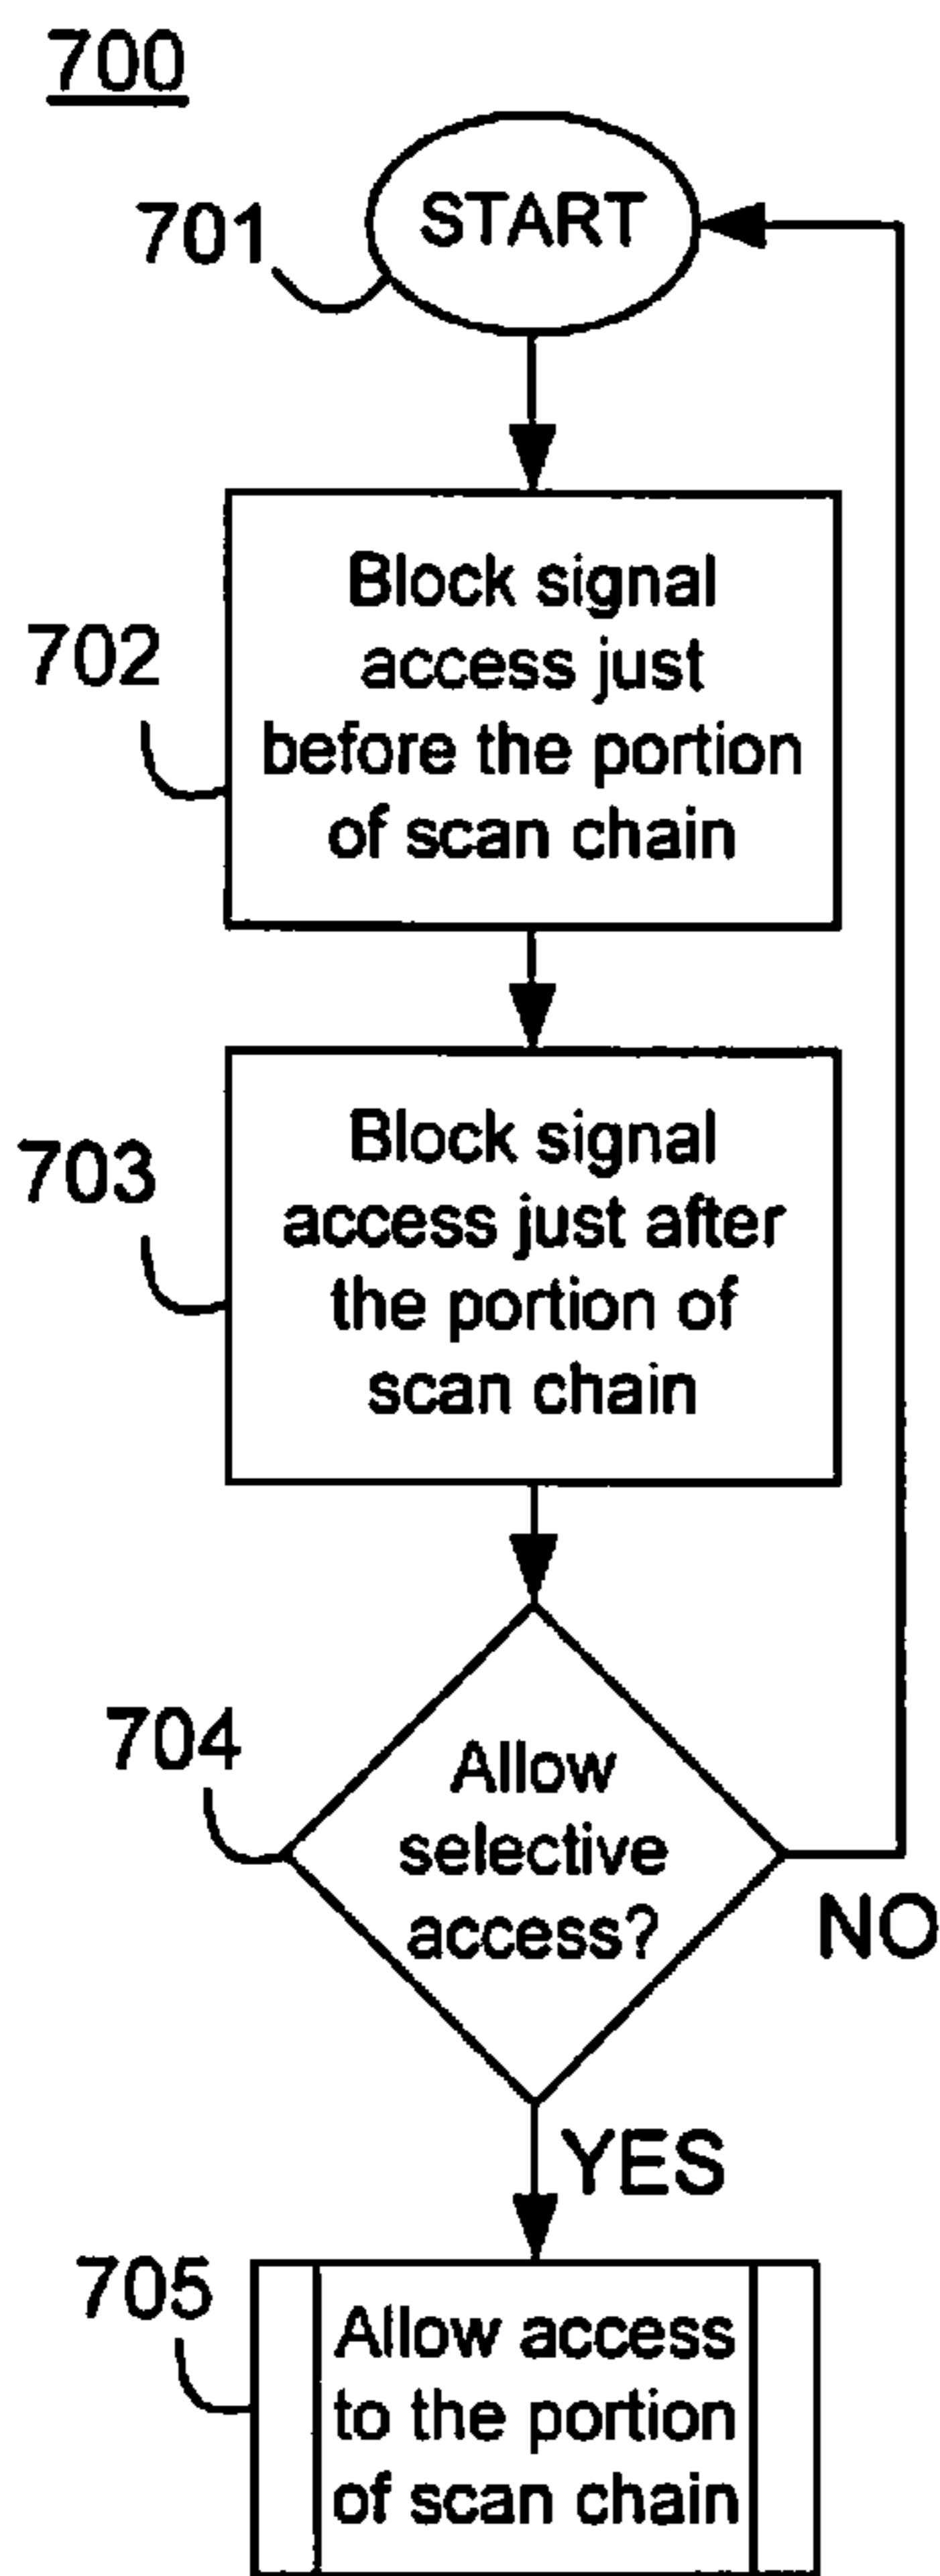 700
701
START
702
Block signal
access just
before the portion
of scan chain
703
Block signal
access just after
the portion of
scan chain
704
Allow
selective
access?
NO
YES
705
Allow access
to the portion
of scan chain